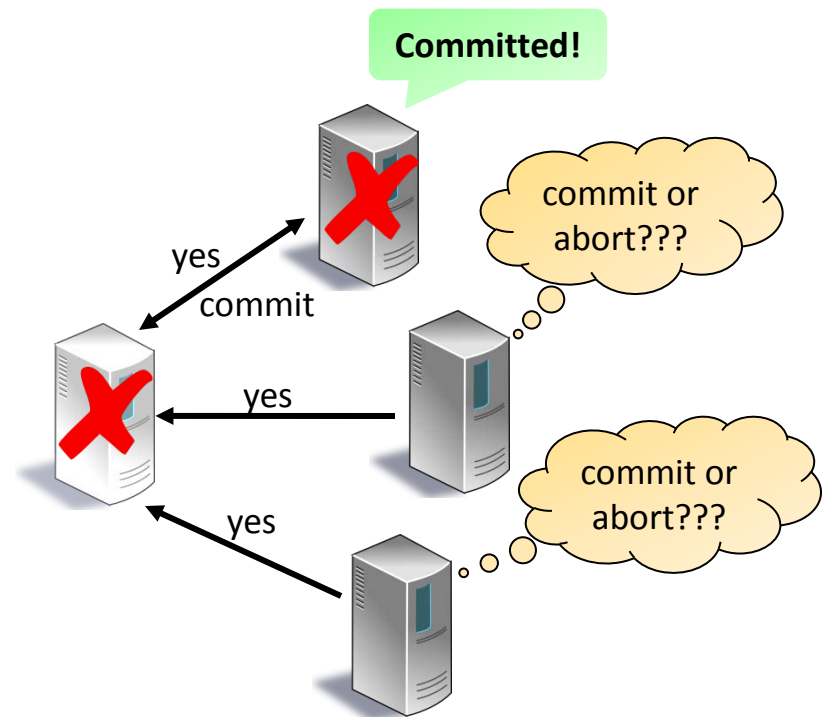 Committed!
commit or
abort???
yes
commit
yes
commit or
abort???
yes